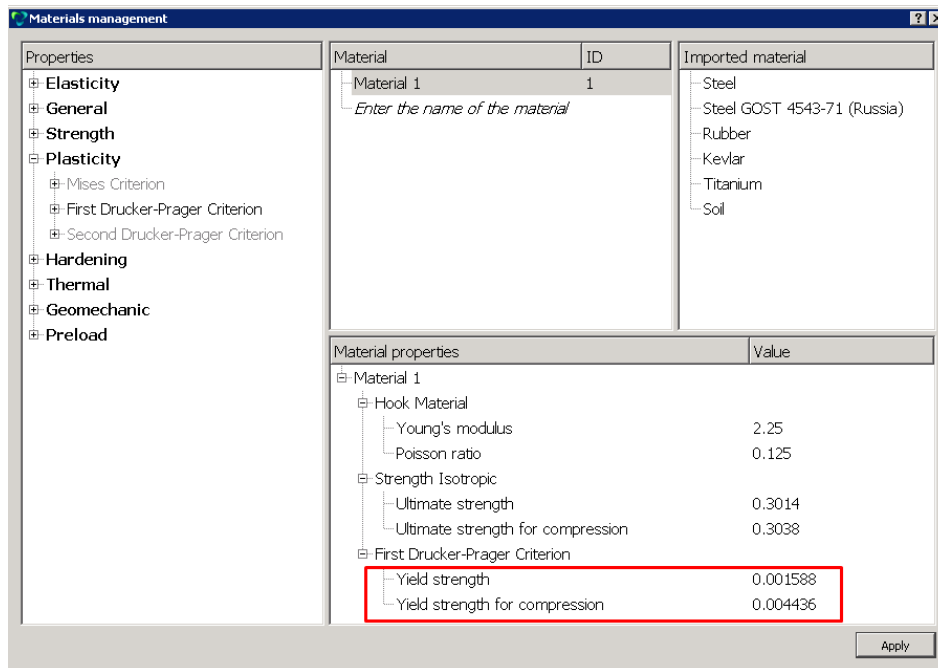 Materials management
Properties
Elasticity
General
Strength
Plasticity
Mises Criterion
First Drucker-Prager Criterion
Second Drucker-Prager Criterion
Hardening
Thermal
Geomechanic
Preload
Material ID
Material 1 1
Enter the name of the material
Imported material
Steel
Steel GOST 4543-71 (Russia)
Rubber
Kevlar
Titanium
Soil
Material properties Value
Material 1
Hook Material
Young's modulus 2.25
Poisson ratio 0.125
Strength Isotropic
Ultimate strength 0.3014
Ultimate strength for compression 0.3038
First Drucker-Prager Criterion
Yield strength 0.001588
Yield strength for compression 0.004436
Apply